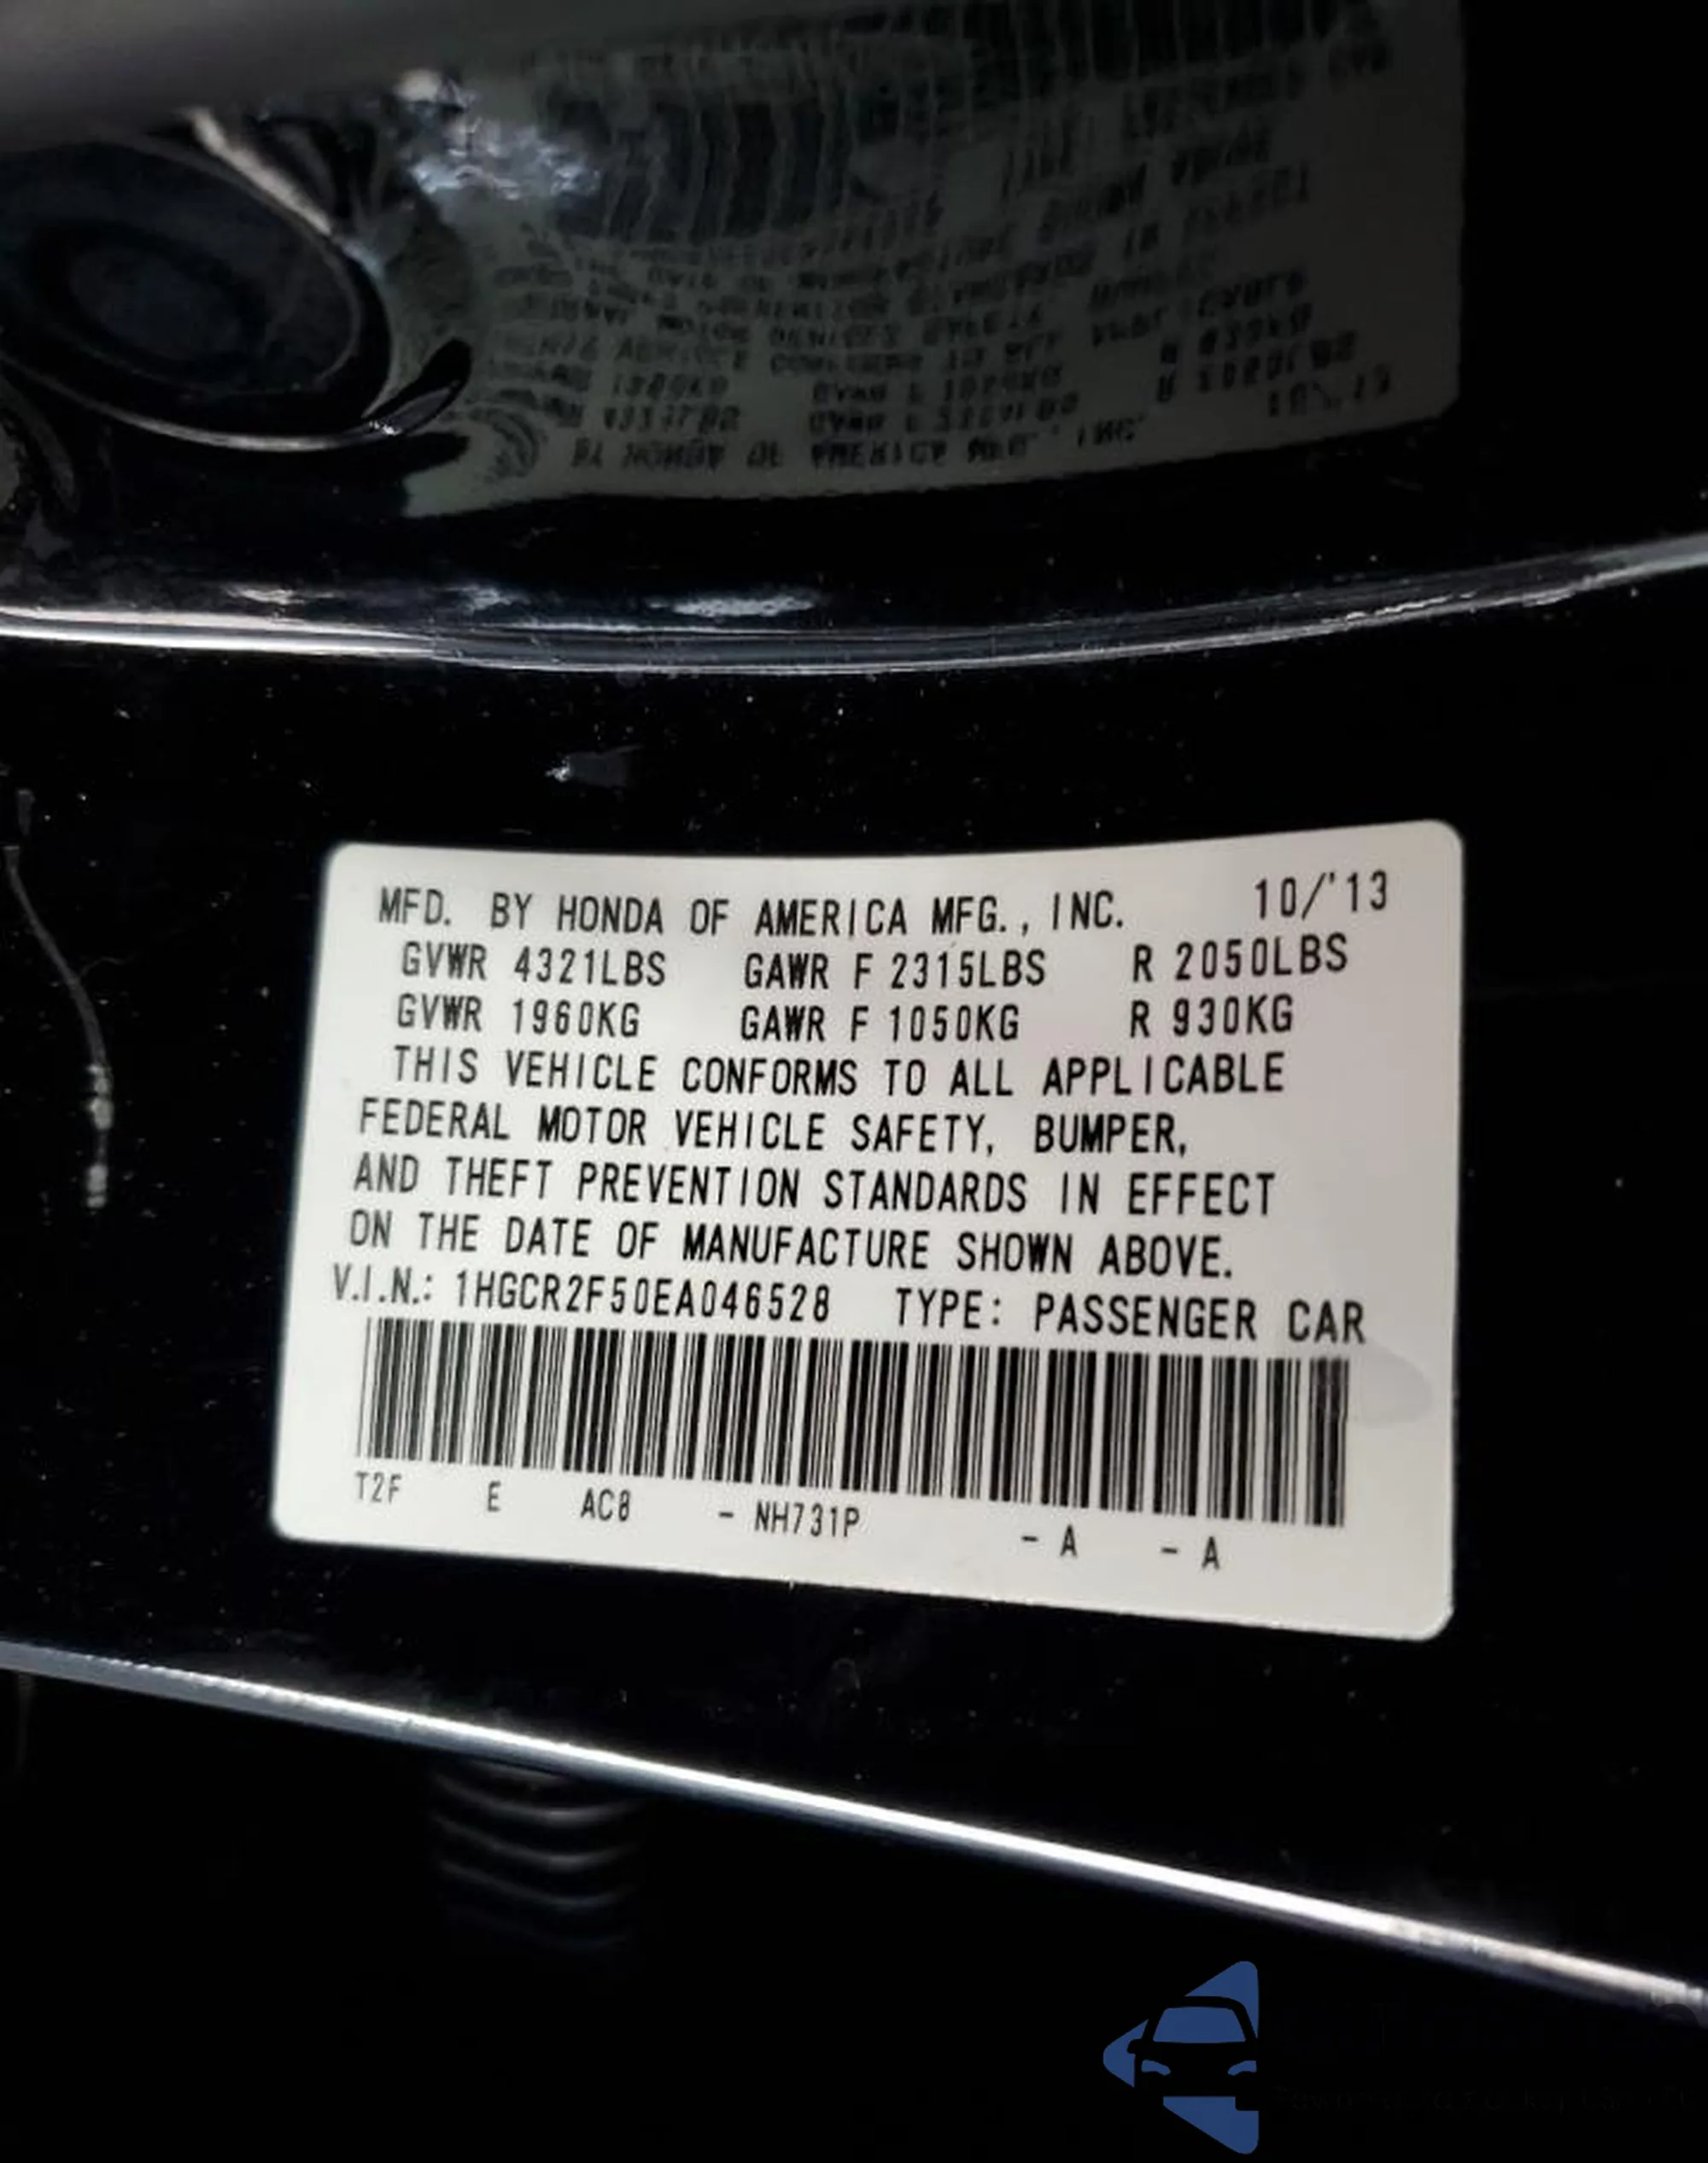 MFD. BY HONDA OF AMERICA MFG., INC. 10/'13
GVWR 4321LBS GAWR F 2315LBS R 2050LBS
GVWR 1960KG GAWR F 1050KG R 930KG
THIS VEHICLE CONFORMS TO ALL APPLICABLE
FEDERAL MOTOR VEHICLE SAFETY, BUMPER,
AND THEFT PREVENTION STANDARDS IN EFFECT
ON THE DATE OF MANUFACTURE SHOWN ABOVE.
V.I.N.: 1HGCR2F50EA046528 TYPE: PASSENGER CAR
T2F E AC8 - NH731P - A - A